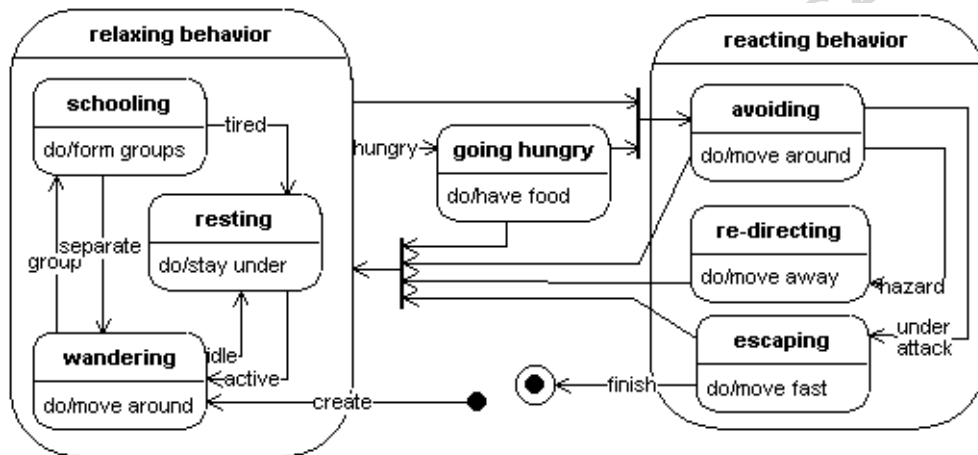 relaxing behavior
schooling
do/form groups
tired
resting
do/stay under
separate
group
wandering
do/move around
idle
active
create
hungry
going hungry
do/have food
finish
reacting behavior
avoiding
do/move around
re-directing
do/move away
hazard
escaping
do/move fast
under
attack